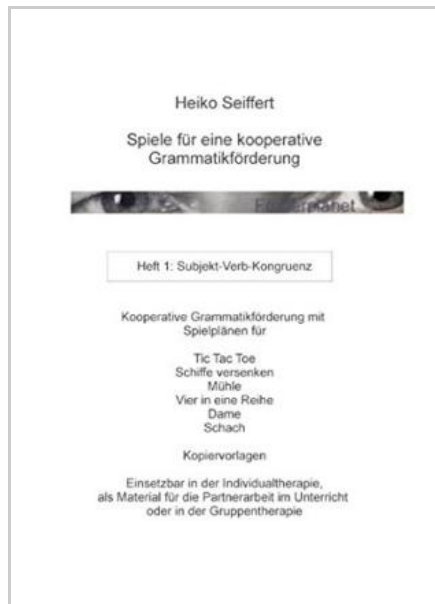 Heiko Seiffert
Spiele für eine kooperative
Grammatikförderung
Förderplanet
Heft 1: Subjekt-Verb-Kongruenz
Kooperative Grammatikförderung mit
Spielplänen für
Tic Tac Toe
Schiffe versenken
Mühle
Vier in eine Reihe
Dame
Schach
Kopiervorlagen
Einsetzbar in der Individualtherapie,
als Material für die Partnerarbeit im Unterricht
oder in der Gruppentherapie